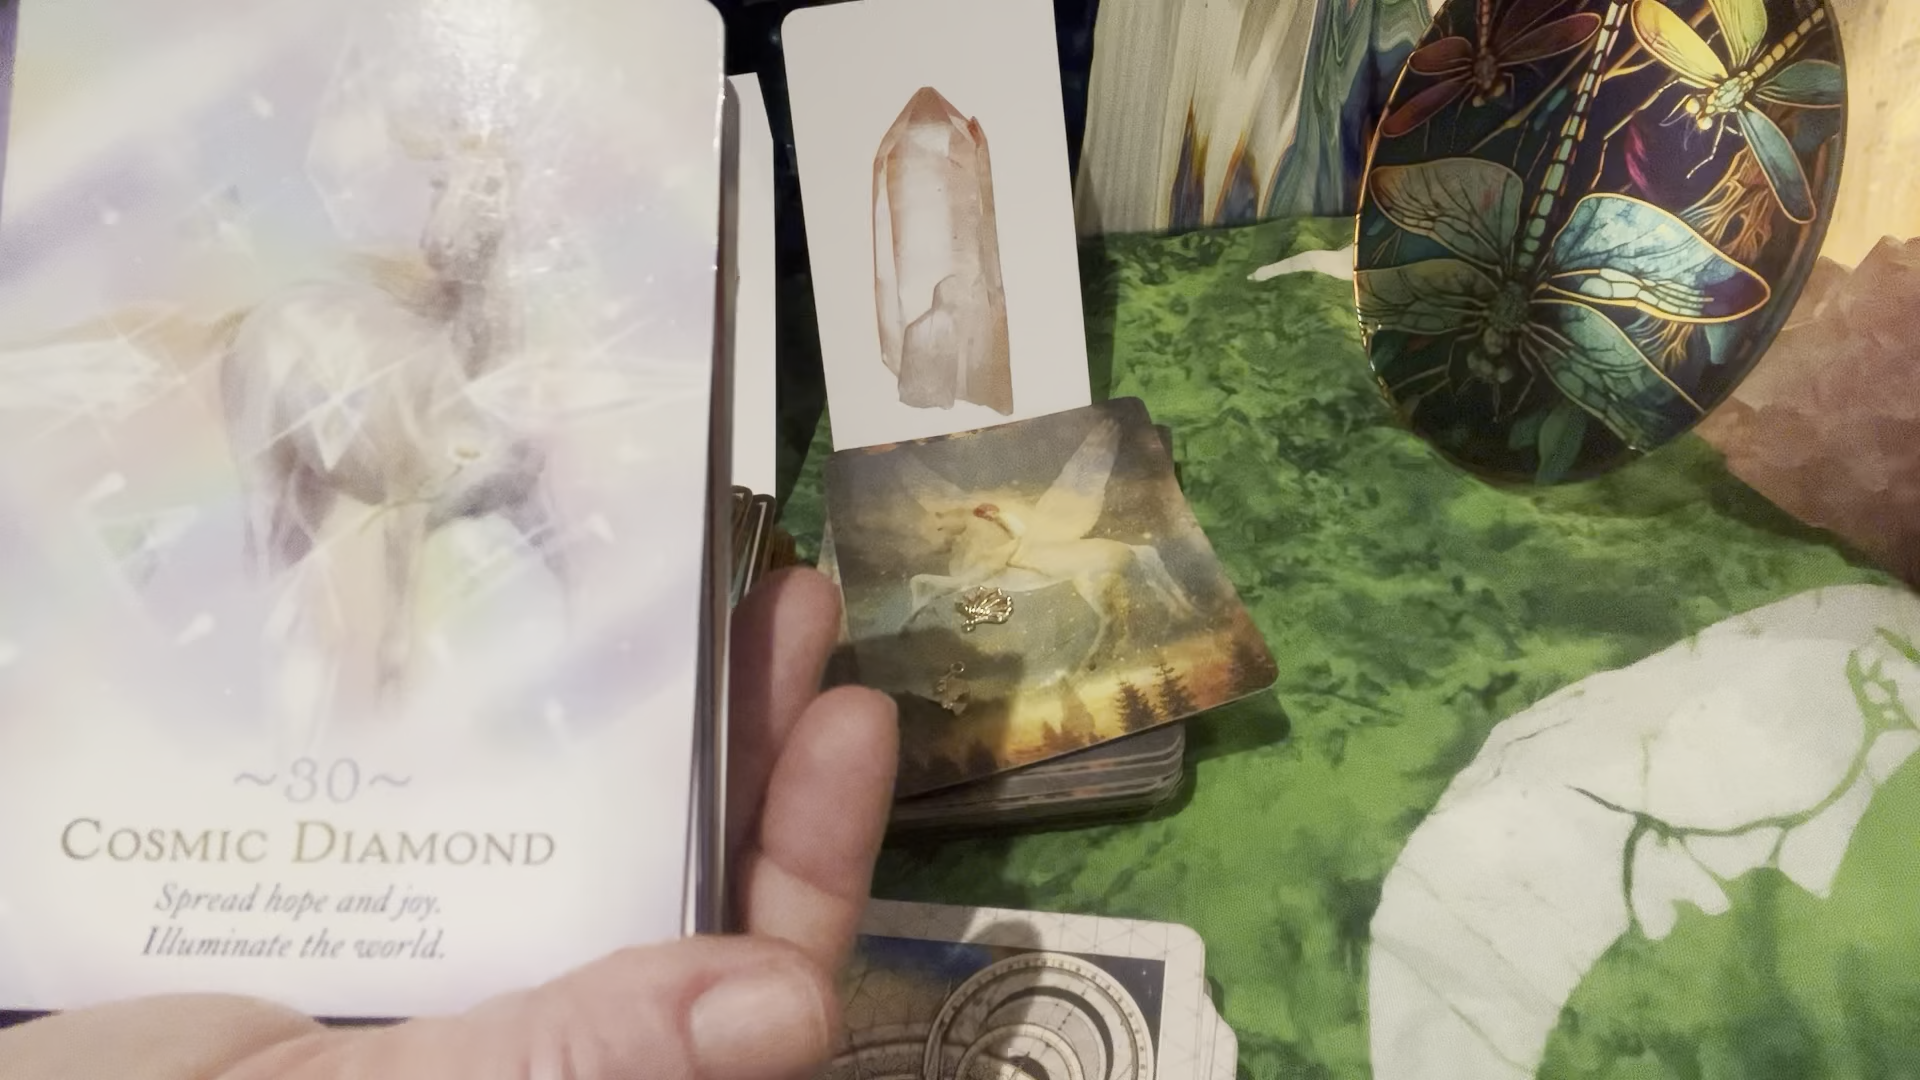 ~30~
COSMIC DIAMOND
Spread hope and joy.
Illuminate the world.